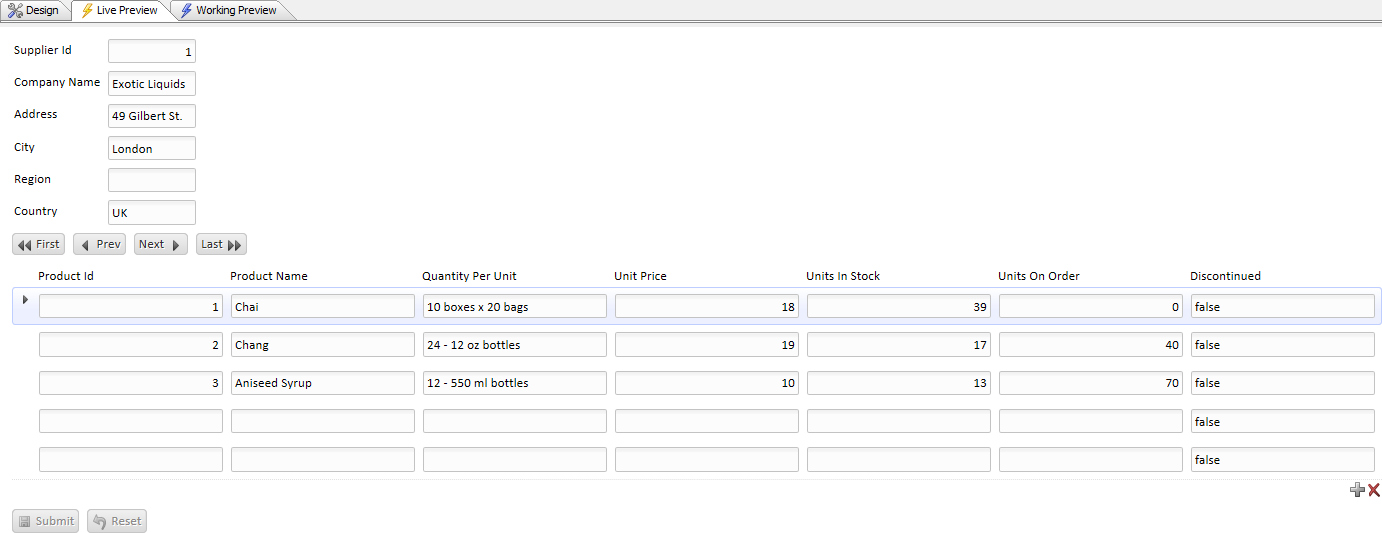 Design Live Preview Working Preview
Supplier Id 1
Company Name Exotic Liquids
Address 49 Gilbert St.
City London
Region
Country UK
First Prev Next Last
Product Id Product Name Quantity Per Unit Unit Price Units In Stock Units On Order Discontinued
1 Chai 10 boxes x 20 bags 18 39 0 false
2 Chang 24 - 12 oz bottles 19 17 40 false
3 Aniseed Syrup 12 - 550 ml bottles 10 13 70 false
false
false
Submit Reset